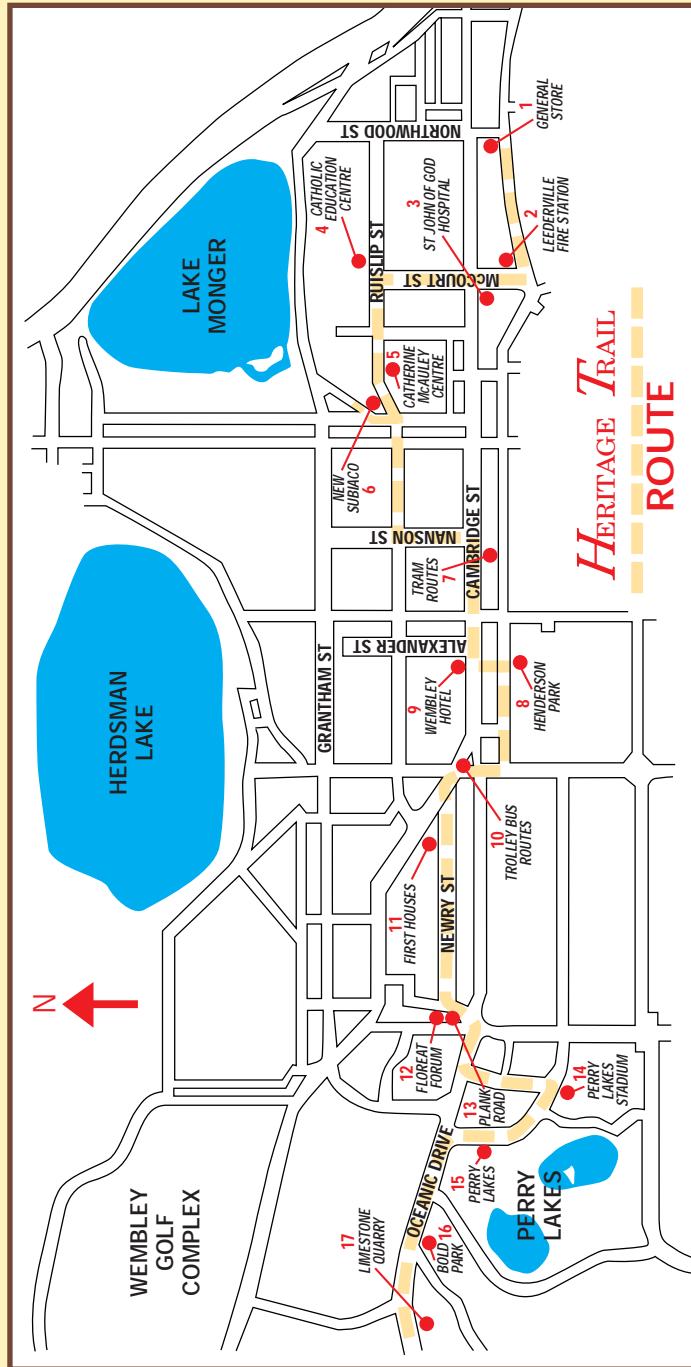 N
WEMBLEY
GOLF
COMPLEX
HERDSMAN
LAKE
LAKE
MONGER
GRANTHAM ST
RUISLIP ST
NORTHWOOD ST
McCOURT ST
NANSON ST
CAMBRIDGE ST
ALEXANDER ST
NEWRY ST
OCEANIC DRIVE
PERRY
LAKES
1
GENERAL
STORE
2
LEEDERVILLE
FIRE STATION
3
ST JOHN OF GOD
HOSPITAL
CATHOLIC
EDUCATION
CENTRE
4
5
CATHERINE
McAULEY
CENTRE
NEW
SUBIACO
6
TRAM
ROUTES
7
8
HENDERSON
PARK
9
WEMBLEY
HOTEL
10
TROLLEY BUS
ROUTES
11
FIRST HOUSES
12
FLOREAT
FORUM
13
PLANK
ROAD
14
PERRY
LAKES
STADIUM
15
PERRY
LAKES
16
BOLD
PARK
17
LIMESTONE
QUARRY
HERITAGE TRAIL
ROUTE